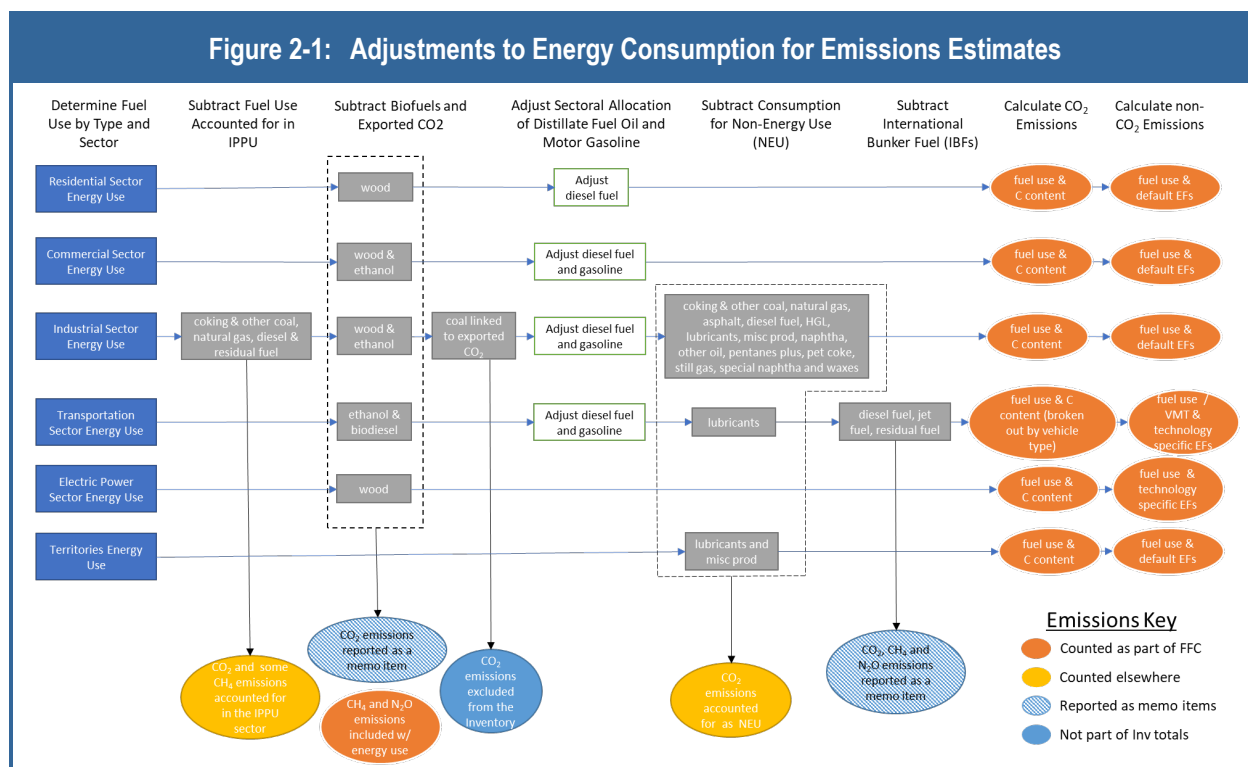 Figure 2-1: Adjustments to Energy Consumption for Emissions Estimates
Determine Fuel
Use by Type and
Sector
Subtract Fuel Use
Accounted for in
IPPU
Subtract Biofuels and
Exported CO2
Adjust Sectoral Allocation
of Distillate Fuel Oil and
Motor Gasoline
Subtract Consumption
for Non-Energy Use
(NEU)
Subtract
International
Bunker Fuel (IBFs)
Calculate CO₂
Emissions
Calculate non-
CO₂ Emissions
Residential Sector
Energy Use
wood
Adjust
diesel fuel
fuel use &
C content
fuel use &
default EFs
Commercial Sector
Energy Use
wood &
ethanol
Adjust diesel fuel
and gasoline
fuel use &
C content
fuel use &
default EFs
Industrial Sector
Energy Use
coking & other coal,
natural gas, diesel &
residual fuel
wood &
ethanol
coal linked
to exported
CO₂
Adjust diesel fuel
and gasoline
coking & other coal, natural gas,
asphalt, diesel fuel, HGL,
lubricants, misc prod, naphtha,
other oil, pentanes plus, pet coke,
still gas, special naphtha and waxes
fuel use &
C content
fuel use &
default EFs
Transportation
Sector Energy Use
ethanol &
biodiesel
Adjust diesel fuel
and gasoline
lubricants
diesel fuel, jet
fuel, residual fuel
fuel use & C
content (broken
out by vehicle
type)
fuel use /
VMT &
technology
specific EFs
Electric Power
Sector Energy Use
wood
fuel use &
C content
fuel use &
technology
specific EFs
Territories Energy
Use
lubricants and
misc prod
fuel use &
C content
fuel use &
default EFs
CO₂ and some
CH₄ emissions
accounted for
in the IPPU
sector
CO₂ emissions
reported as a
memo item
CH₄ and N₂O
emissions
included w/
energy use
CO₂
emissions
excluded
from the
Inventory
CO₂
emissions
accounted
for as NEU
CO₂, CH₄ and
N₂O emissions
reported as a
memo item
Emissions Key
Counted as part of FFC
Counted elsewhere
Reported as memo items
Not part of Inv totals